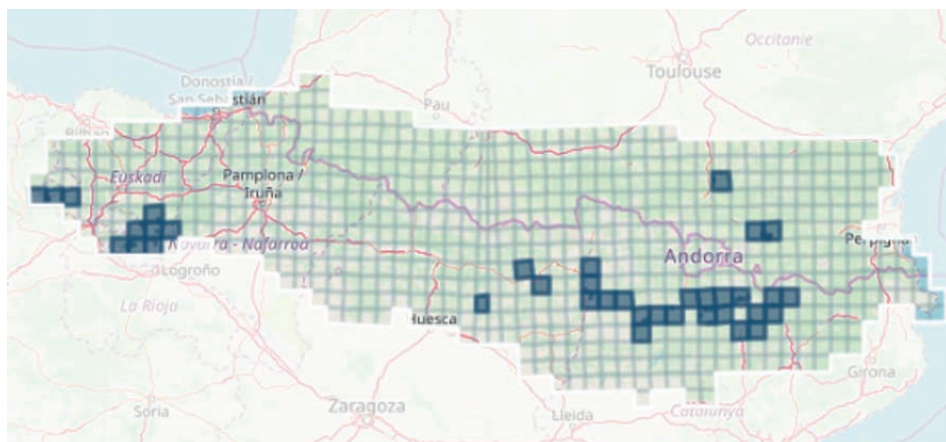 Occitanie
Toulouse
Donostia /
San Sebastián
Pau
Euskadi
Pamplona /
Iruña
Navarra - Nafarroa
Andorra
Logroño
La Rioja
Huesca
Girona
Soria
Zaragoza
Lleida
Catalunya